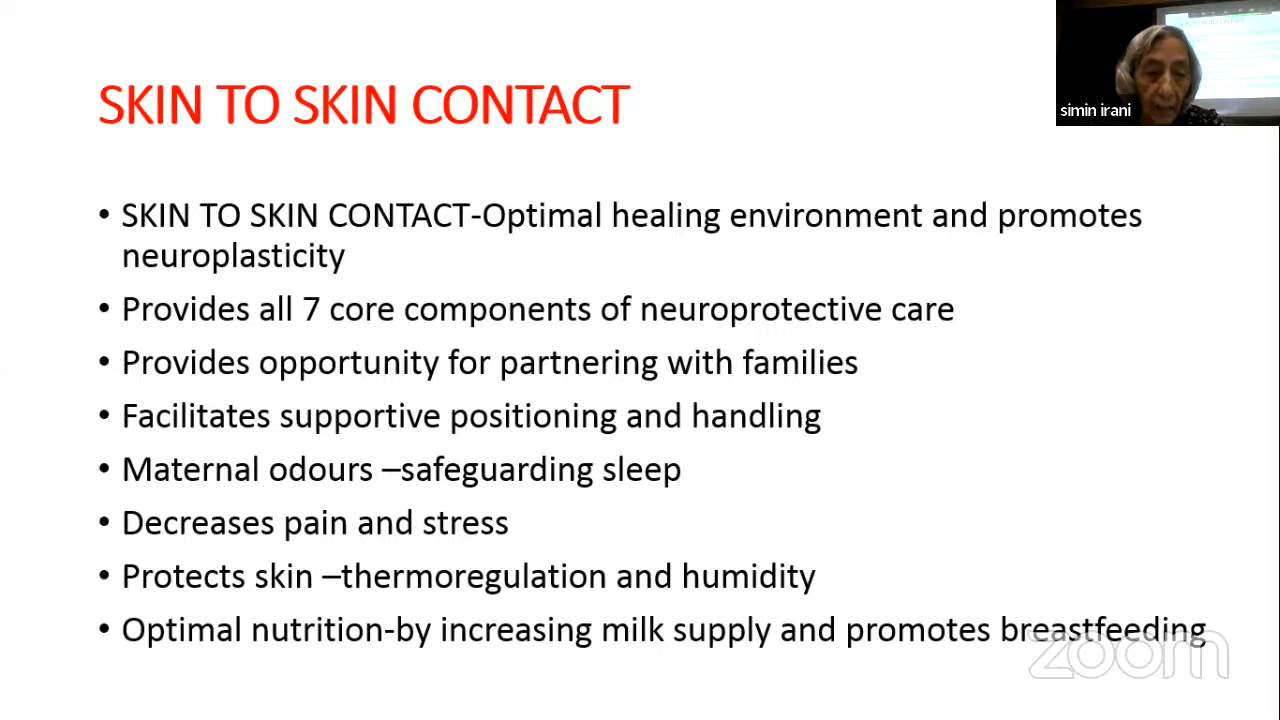 SKIN TO SKIN CONTACT
simin irani
• SKIN TO SKIN CONTACT-Optimal healing environment and promotes
neuroplasticity
• Provides all 7 core components of neuroprotective care
• Provides opportunity for partnering with families
• Facilitates supportive positioning and handling
• Maternal odours –safeguarding sleep
• Decreases pain and stress
• Protects skin –thermoregulation and humidity
• Optimal nutrition-by increasing milk supply and promotes breastfeeding
zoom